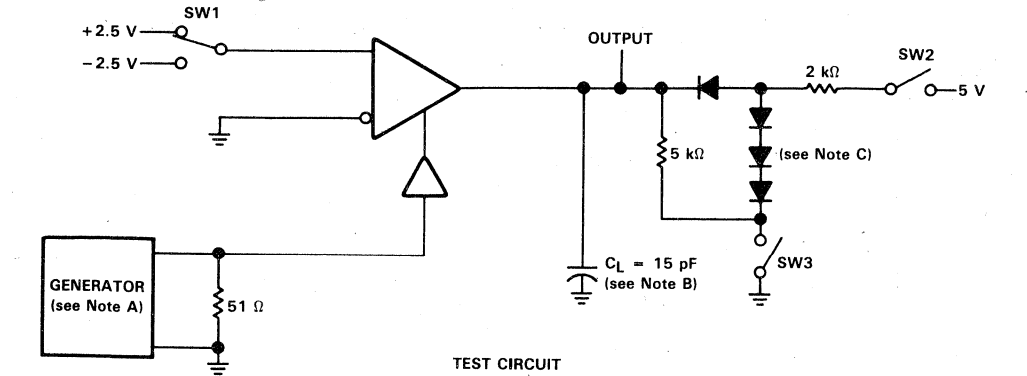 SW1
+2.5 V
−2.5 V
OUTPUT
SW2
2 kΩ
5 V
5 kΩ
(see Note C)
SW3
CL = 15 pF
(see Note B)
GENERATOR
(see Note A)
51 Ω
TEST CIRCUIT